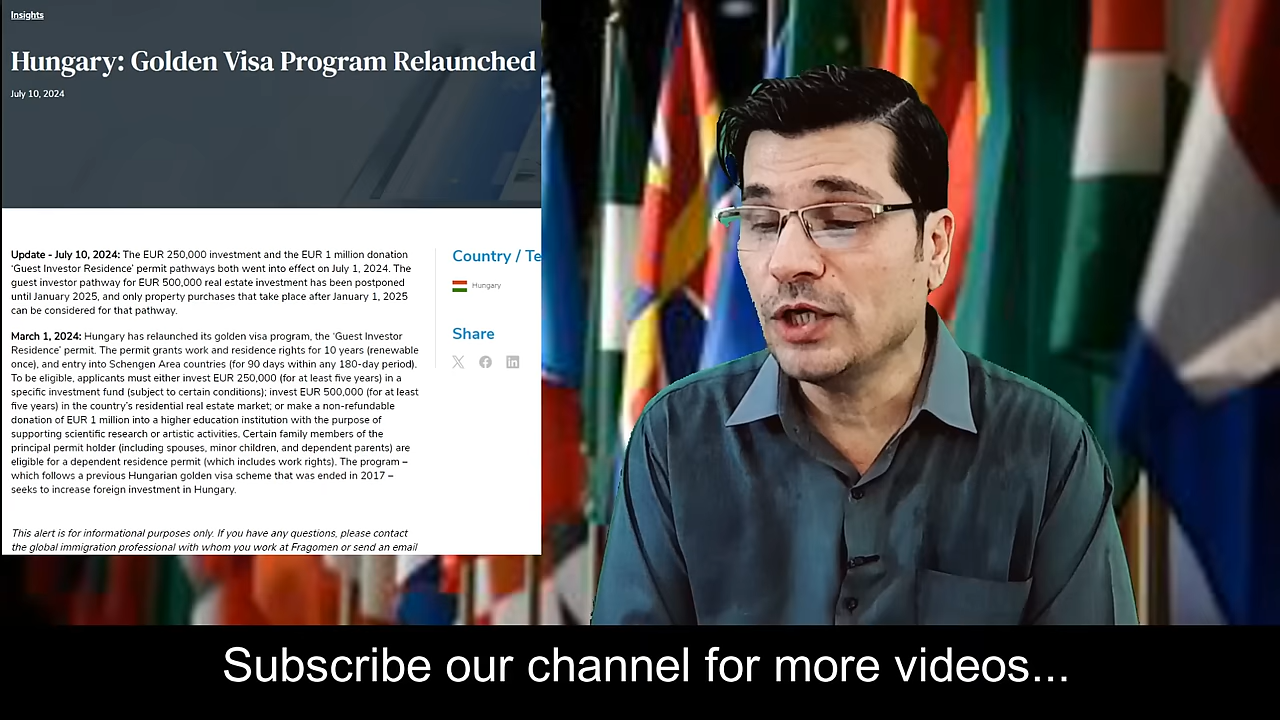 Insights
Hungary: Golden Visa Program Relaunched
July 10, 2024
Update - July 10, 2024: The EUR 250,000 investment and the EUR 1 million donation
‘Guest Investor Residence’ permit pathways both went into effect on July 1, 2024. The
guest investor pathway for EUR 500,000 real estate investment has been postponed
until January 2025, and only property purchases that take place after January 1, 2025
can be considered for that pathway.
March 1, 2024: Hungary has relaunched its golden visa program, the ‘Guest Investor
Residence’ permit. The permit grants work and residence rights for 10 years (renewable
once), and entry into Schengen Area countries (for 90 days within any 180-day period).
To be eligible, applicants must either invest EUR 250,000 (for at least five years) in a
specific investment fund (subject to certain conditions); invest EUR 500,000 (for at least
five years) in the country’s residential real estate market; or make a non-refundable
donation of EUR 1 million into a higher education institution with the purpose of
supporting scientific research or artistic activities. Certain family members of the
principal permit holder (including spouses, minor children, and dependent parents) are
eligible for a dependent residence permit (which includes work rights). The program –
which follows a previous Hungarian golden visa scheme that was ended in 2017 –
seeks to increase foreign investment in Hungary.
This alert is for informational purposes only. If you have any questions, please contact
the global immigration professional with whom you work at Fragomen or send an email
Country / Te
Hungary
Share
Subscribe our channel for more videos...